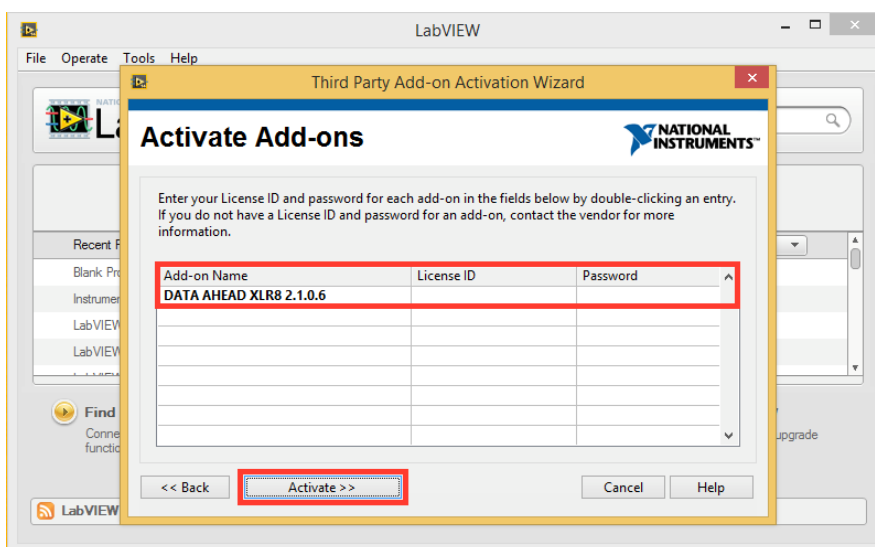 LabVIEW
File Operate Tools Help
Third Party Add-on Activation Wizard
NATIONAL INSTRUMENTS™
Activate Add-ons
Enter your License ID and password for each add-on in the fields below by double-clicking an entry.
If you do not have a License ID and password for an add-on, contact the vendor for more
information.
Add-on Name License ID Password
DATA AHEAD XLR8 2.1.0.6
Recent F
Blank Pro
Instrumen
LabVIEW
LabVIEW
Find
Conne
functio
upgrade
<< Back Activate >> Cancel Help
LabVIEW